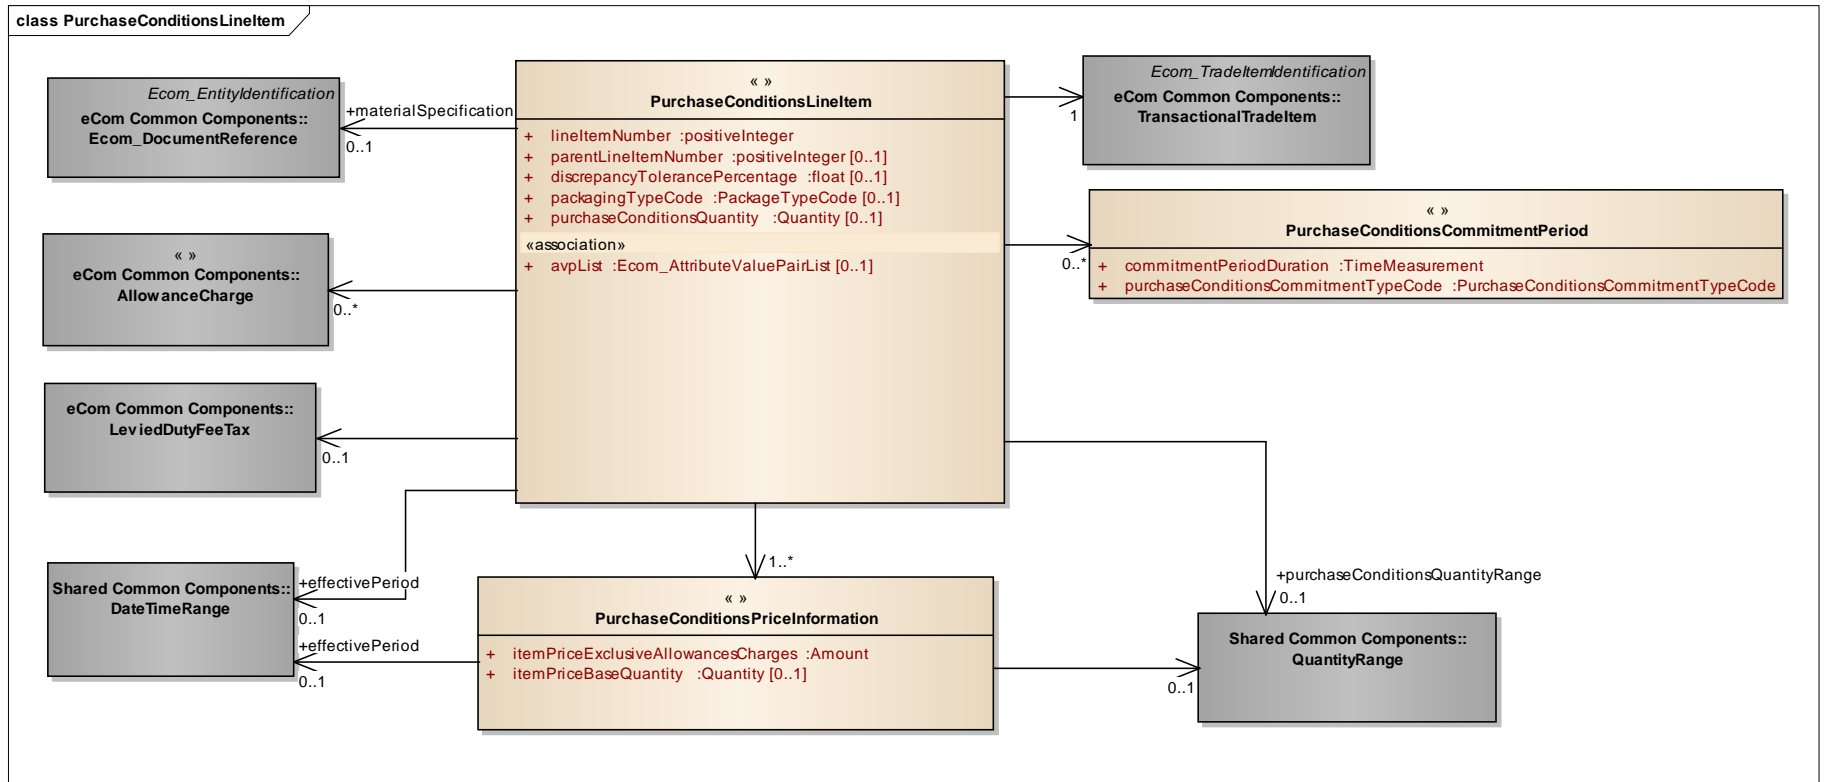 class PurchaseConditionsLineItem
Ecom_EntityIdentification
eCom Common Components::
Ecom_DocumentReference
+materialSpecification
0..1
« »
PurchaseConditionsLineItem
+ lineItemNumber :positiveInteger
+ parentLineItemNumber :positiveInteger [0..1]
+ discrepancyTolerancePercentage :float [0..1]
+ packagingTypeCode :PackageTypeCode [0..1]
+ purchaseConditionsQuantity :Quantity [0..1]
«association»
+ avpList :Ecom_AttributeValuePairList [0..1]
1
Ecom_TradeItemIdentification
eCom Common Components::
TransactionalTradeItem
0..*
« »
PurchaseConditionsCommitmentPeriod
+ commitmentPeriodDuration :TimeMeasurement
+ purchaseConditionsCommitmentTypeCode :PurchaseConditionsCommitmentTypeCode
« »
eCom Common Components::
AllowanceCharge
0..*
eCom Common Components::
LeviedDutyFeeTax
0..1
Shared Common Components::
DateTimeRange
+effectivePeriod
0..1
+effectivePeriod
0..1
1..*
« »
PurchaseConditionsPriceInformation
+ itemPriceExclusiveAllowancesCharges :Amount
+ itemPriceBaseQuantity :Quantity [0..1]
+purchaseConditionsQuantityRange
0..1
0..1
Shared Common Components::
QuantityRange